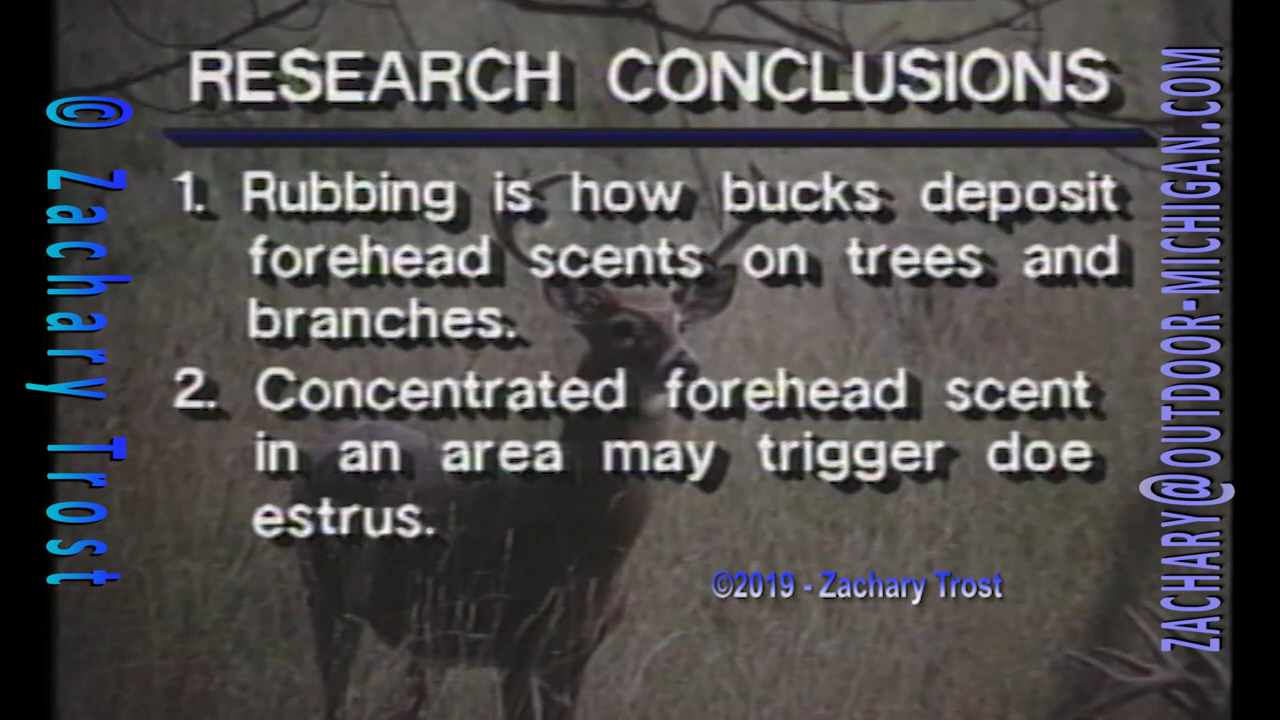 RESEARCH CONCLUSIONS
1. Rubbing is how bucks deposit
forehead scents on trees and
branches.
2. Concentrated forehead scent
in an area may trigger doe
estrus.
©2019 - Zachary Trost
© Zachary Trost
ZACHARY@OUTDOOR-MICHIGAN.COM